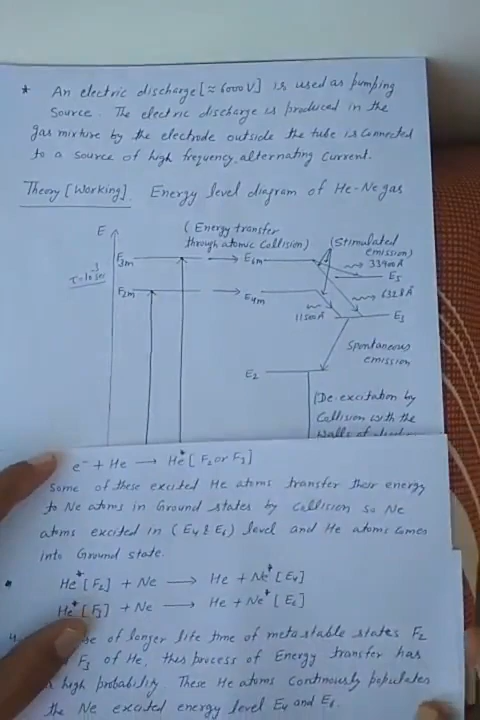 * An electric discharge [≈ 6000 V] is used as pumping
source. The electric discharge is produced in the
gas mixture by the electrode outside the tube is connected
to a source of high frequency alternating current.
Theory [Working]. Energy level diagram of He-Ne gas
E
(Energy transfer
through atomic Collision)
(Stimulated
emission)
F3m
E6m
33900Å
E5
F2m
E4m
6328Å
11500Å
E3
Spontaneous
emission
E2
(De-excitation by
Collision with the
walls of
e⁻ + He → He* [F2 or F3]
Some of these excited He atoms transfer their energy
to Ne atoms in Ground states by Collision so Ne
atoms excited in (E4 & E6) level and He atoms comes
into Ground state.
He* [F2] + Ne → He + Ne* [E4]
He* [F3] + Ne → He + Ne* [E6]
of longer life time of metastable states F2
F3 of He, this process of Energy transfer has
high probability. These He atoms Continously populates
the Ne excited energy level E4 and E6.